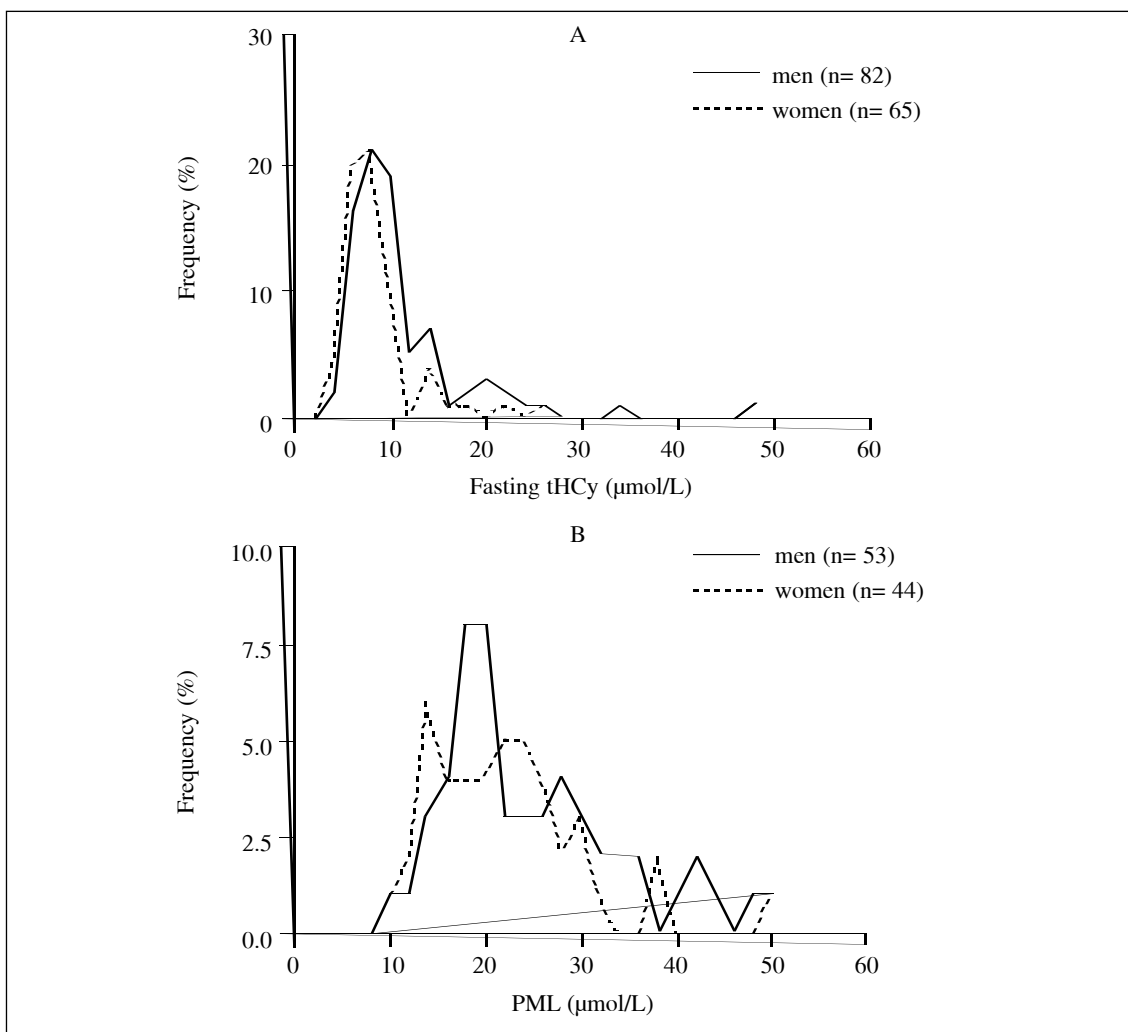 A
30
20
10
0
Frequency (%)
men (n= 82)
women (n= 65)
0 10 20 30 40 50 60
Fasting tHCy (µmol/L)
B
10.0
7.5
5.0
2.5
0.0
Frequency (%)
men (n= 53)
women (n= 44)
0 10 20 30 40 50 60
PML (µmol/L)